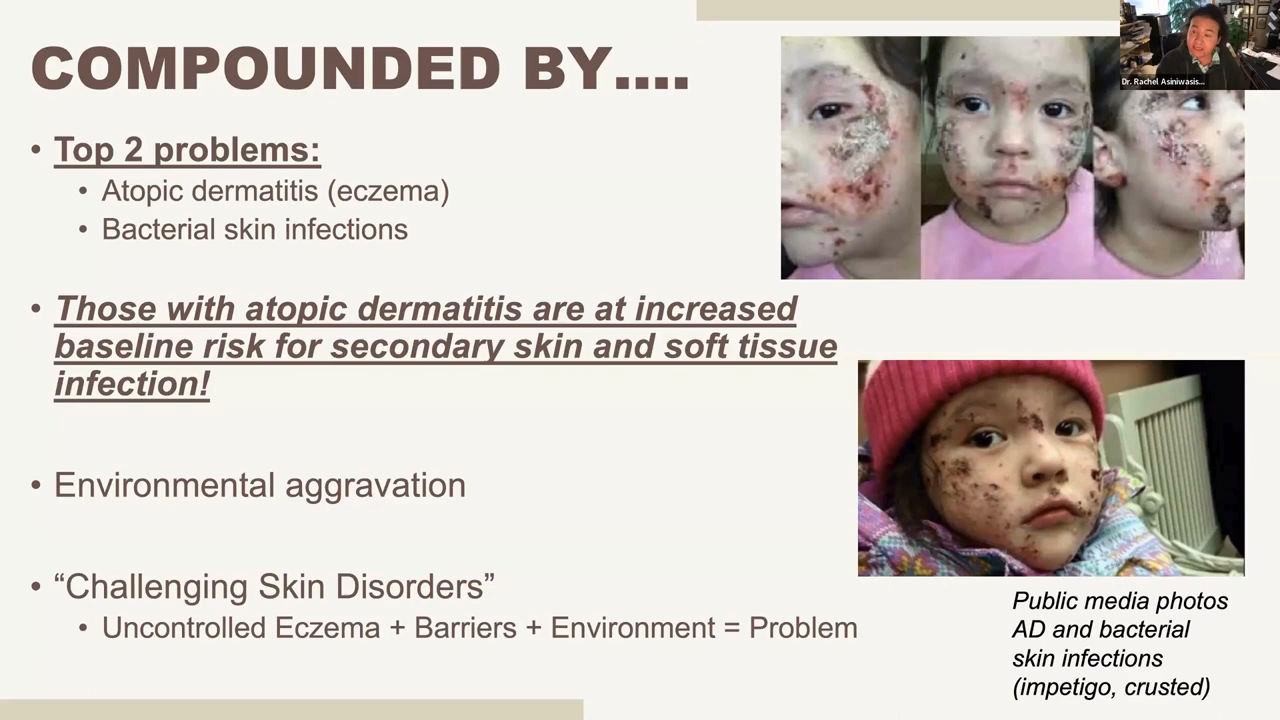 COMPOUNDED BY....
Dr. Rachel Asiniwasis...
• Top 2 problems:
• Atopic dermatitis (eczema)
• Bacterial skin infections
• Those with atopic dermatitis are at increased
baseline risk for secondary skin and soft tissue
infection!
• Environmental aggravation
• “Challenging Skin Disorders”
• Uncontrolled Eczema + Barriers + Environment = Problem
Public media photos
AD and bacterial
skin infections
(impetigo, crusted)